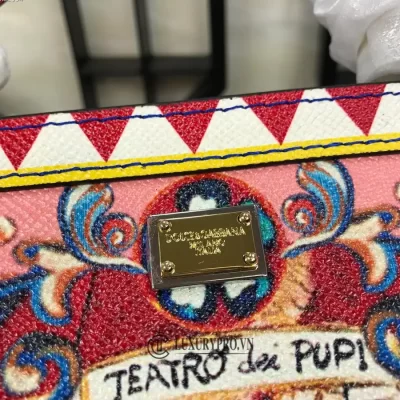 DOLCE&GABBANA
MILANO
ITALIA
LUXURYPRO.VN
TEATRO dei PUPI